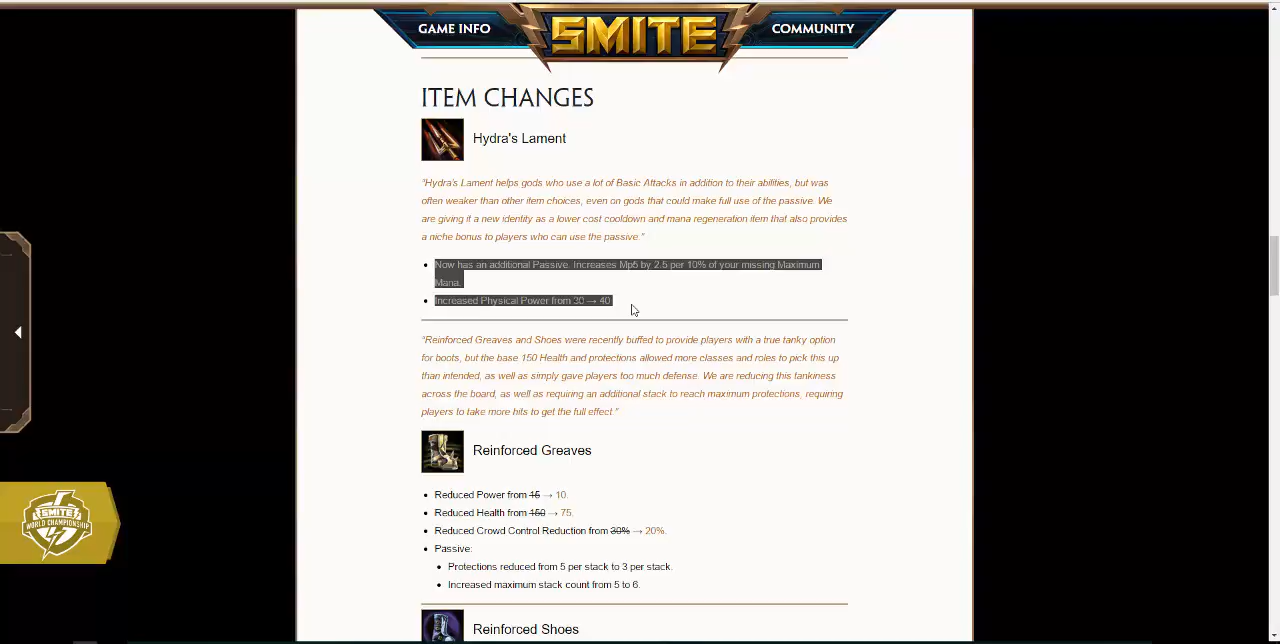 GAME INFO
SMITE
COMMUNITY
ITEM CHANGES
Hydra's Lament
"Hydra's Lament helps gods who use a lot of Basic Attacks in addition to their abilities, but was
often weaker than other item choices, even on gods that could make full use of the passive. We
are giving it a new identity as a lower cost cooldown and mana regeneration item that also provides
a niche bonus to players who can use the passive."
• Now has an additional Passive. Increases Mp5 by 2.5 per 10% of your missing Maximum
Mana.
• Increased Physical Power from 30 → 40
"Reinforced Greaves and Shoes were recently buffed to provide players with a true tanky option
for boots, but the base 150 Health and protections allowed more classes and roles to pick this up
than intended, as well as simply gave players too much defense. We are reducing this tankiness
across the board, as well as requiring an additional stack to reach maximum protections, requiring
players to take more hits to get the full effect."
Reinforced Greaves
• Reduced Power from 15 → 10.
• Reduced Health from 150 → 75.
• Reduced Crowd Control Reduction from 30% → 20%.
• Passive:
• Protections reduced from 5 per stack to 3 per stack.
• Increased maximum stack count from 5 to 6.
SMITE
WORLD CHAMPIONSHIP
Reinforced Shoes